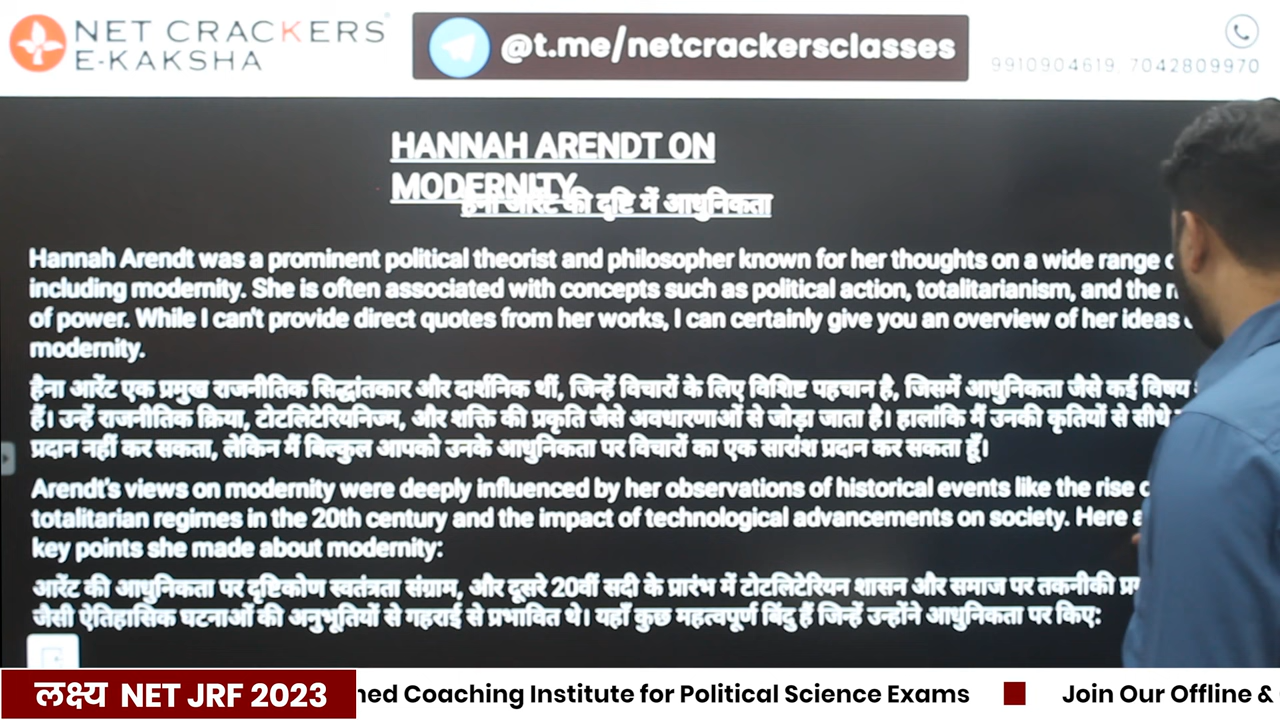 NET CRACKERS
E-KAKSHA
@t.me/netcrackersclasses
9910904619, 7042809970
HANNAH ARENDT ON
MODERNITY
हैना आरेंट की दृष्टि में आधुनिकता
Hannah Arendt was a prominent political theorist and philosopher known for her thoughts on a wide range
including modernity. She is often associated with concepts such as political action, totalitarianism, and the
of power. While I can't provide direct quotes from her works, I can certainly give you an overview of her ideas
modernity.
हैना आरेंट एक प्रमुख राजनीतिक सिद्धांतकार और दार्शनिक थीं, जिन्हें विचारों के लिए विशिष्ट पहचान है, जिसमें आधुनिकता जैसे कई विषय
हैं। उन्हें राजनीतिक क्रिया, टोटलिटेरियनिज्म, और शक्ति की प्रकृति जैसे अवधारणाओं से जोड़ा जाता है। हालांकि मैं उनकी कृतियों से सीधे
प्रदान नहीं कर सकता, लेकिन मैं बिल्कुल आपको उनके आधुनिकता पर विचारों का एक सारांश प्रदान कर सकता हूँ।
Arendt's views on modernity were deeply influenced by her observations of historical events like the rise
totalitarian regimes in the 20th century and the impact of technological advancements on society. Here
key points she made about modernity:
आरेंट की आधुनिकता पर दृष्टिकोण स्वतंत्रता संग्राम, और दूसरे 20वीं सदी के प्रारंभ में टोटलिटेरियन शासन और समाज पर तकनीकी
जैसी ऐतिहासिक घटनाओं की अनुभूतियों से गहराई से प्रभावित थे। यहाँ कुछ महत्वपूर्ण बिंदु हैं जिन्हें उन्होंने आधुनिकता पर किए:
लक्ष्य NET JRF 2023
Coaching Institute for Political Science Exams
Join Our Offline &